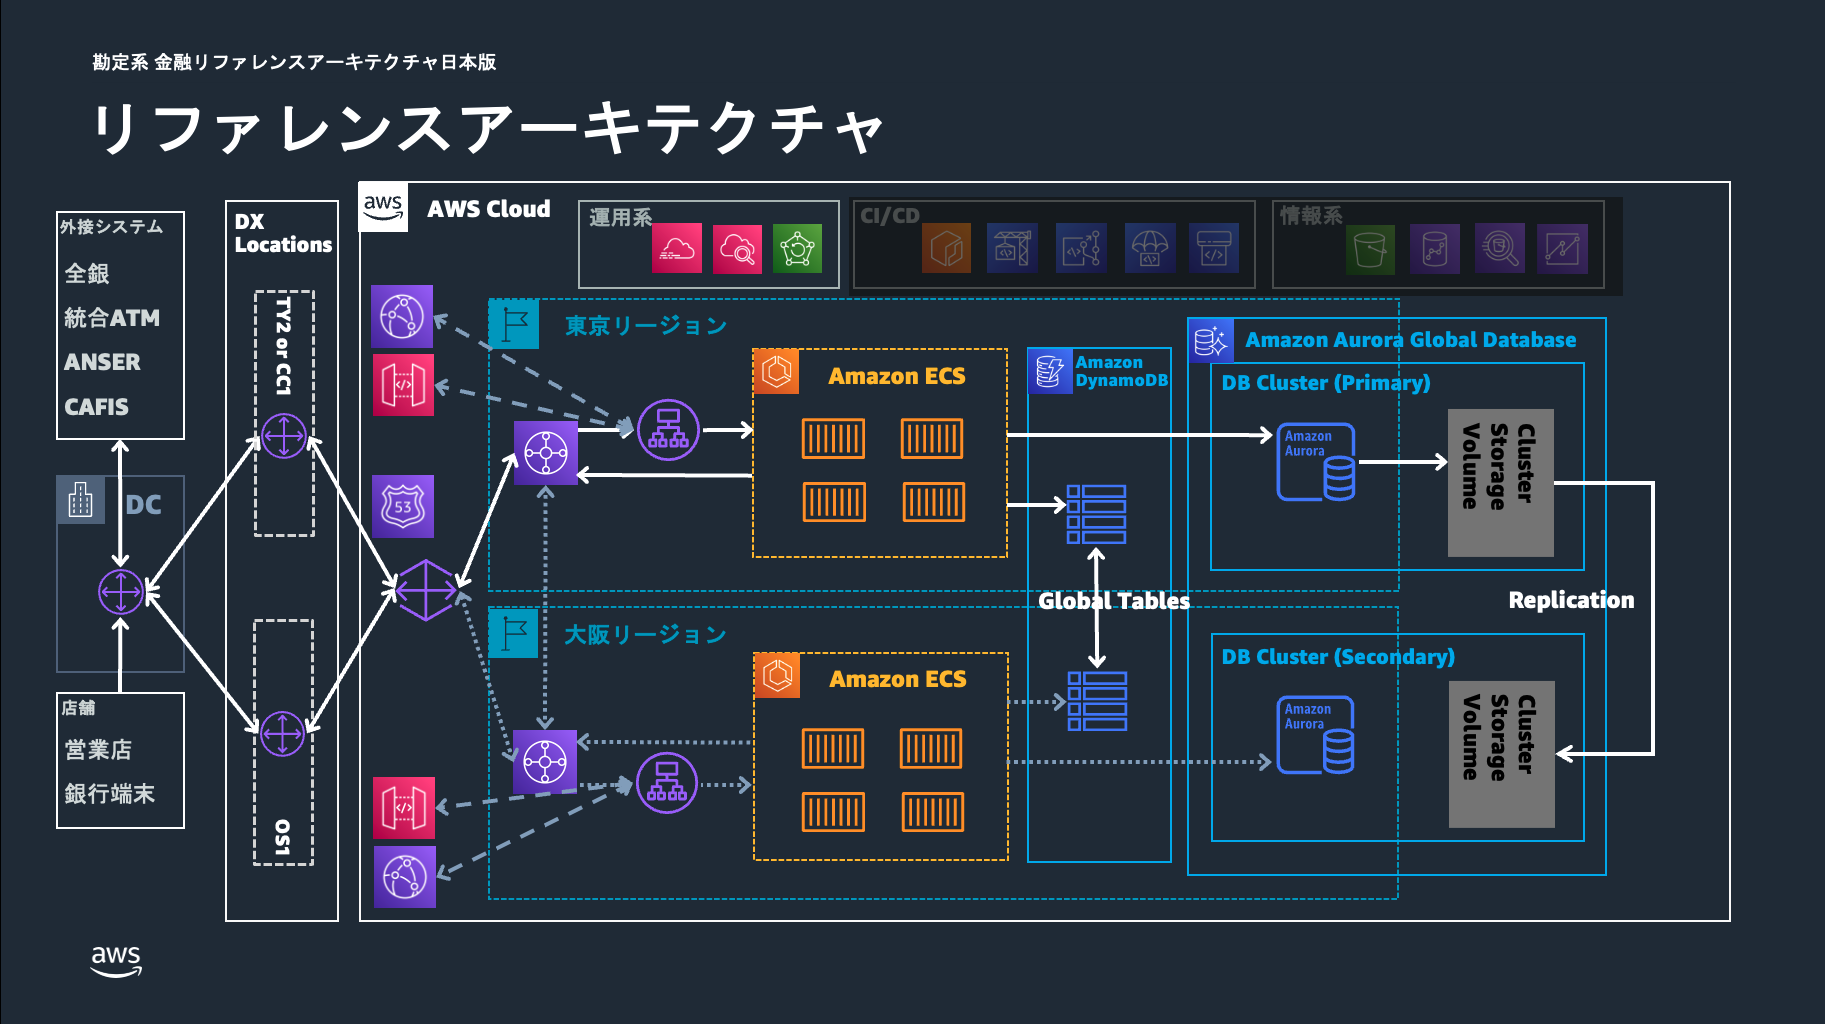 勘定系 金融リファレンスアーキテクチャ日本版
リファレンスアーキテクチャ
外接システム
全銀
統合ATM
ANSER
CAFIS
DC
店舗
営業店
銀行端末
DX
Locations
TY2 or CC1
OS1
aws
AWS Cloud
運用系
CI/CD
情報系
53
東京リージョン
Amazon ECS
Amazon
DynamoDB
Amazon Aurora Global Database
DB Cluster (Primary)
Amazon
Aurora
Cluster
Storage
Volume
Global Tables
Replication
大阪リージョン
Amazon ECS
DB Cluster (Secondary)
Amazon
Aurora
Cluster
Storage
Volume
aws